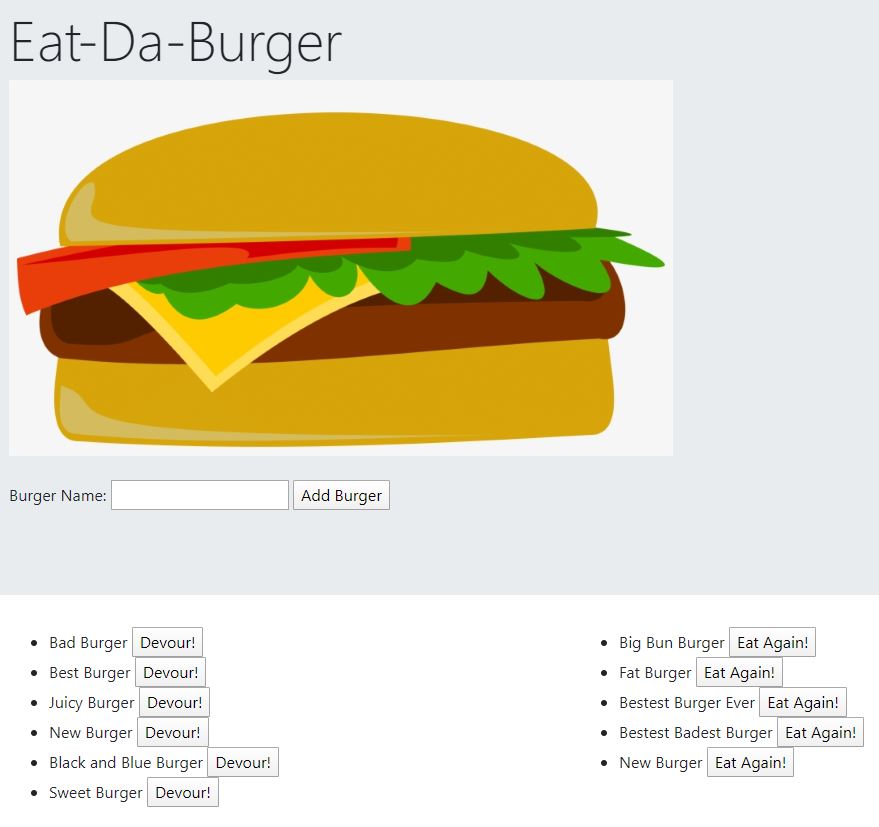 Eat-Da-Burger
Burger Name: Add Burger
Bad Burger Devour!
Best Burger Devour!
Juicy Burger Devour!
New Burger Devour!
Black and Blue Burger Devour!
Sweet Burger Devour!
Big Bun Burger Eat Again!
Fat Burger Eat Again!
Bestest Burger Ever Eat Again!
Bestest Badest Burger Eat Again!
New Burger Eat Again!